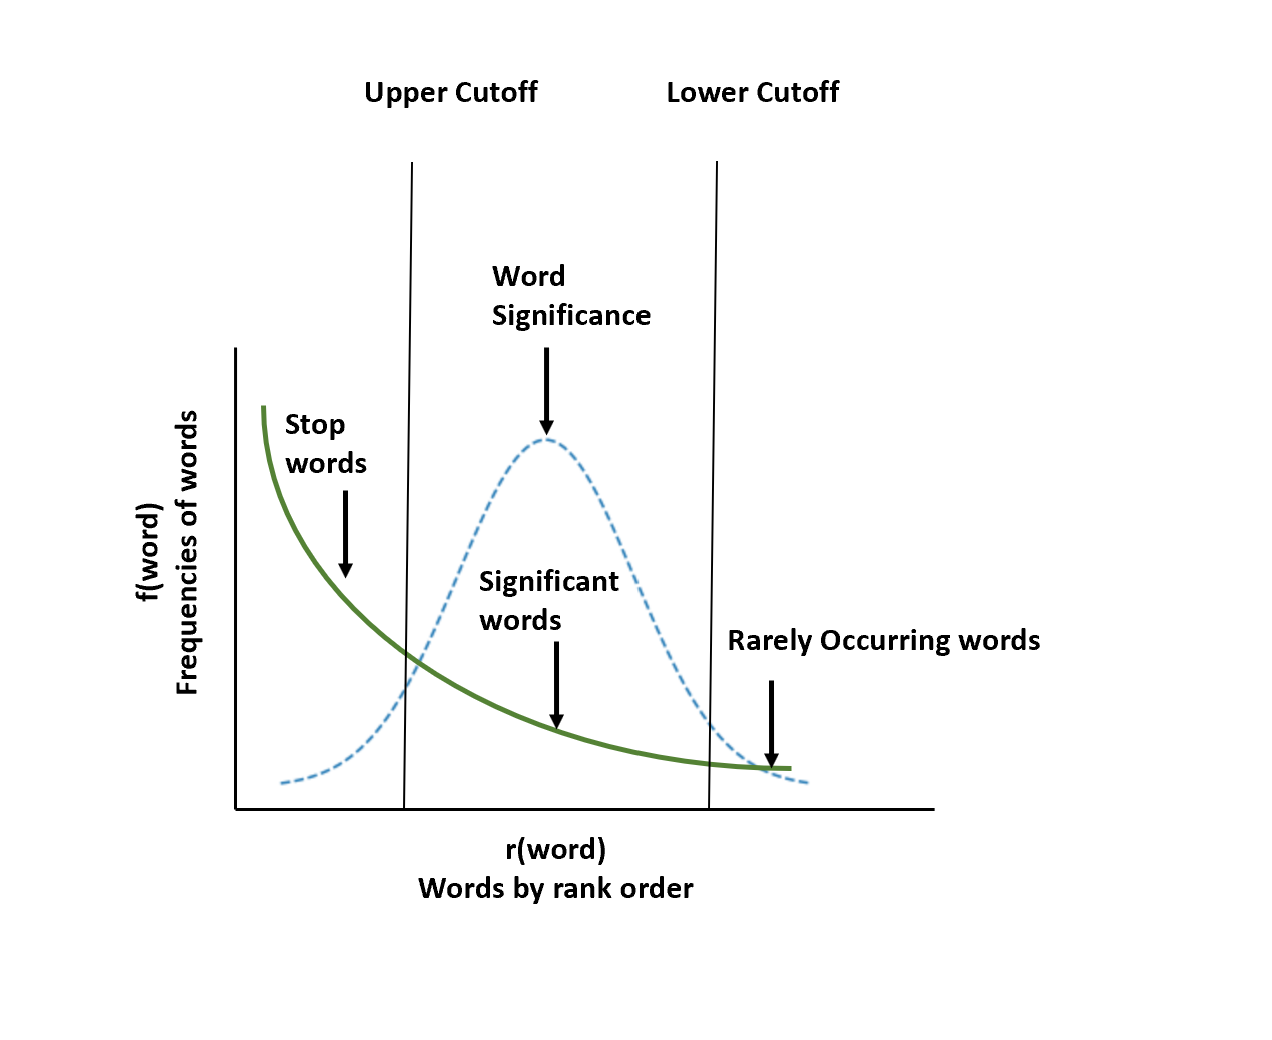 Upper Cutoff
Lower Cutoff
Word
Significance
Stop
words
f(word)
Frequencies of words
Significant
words
Rarely Occurring words
r(word)
Words by rank order